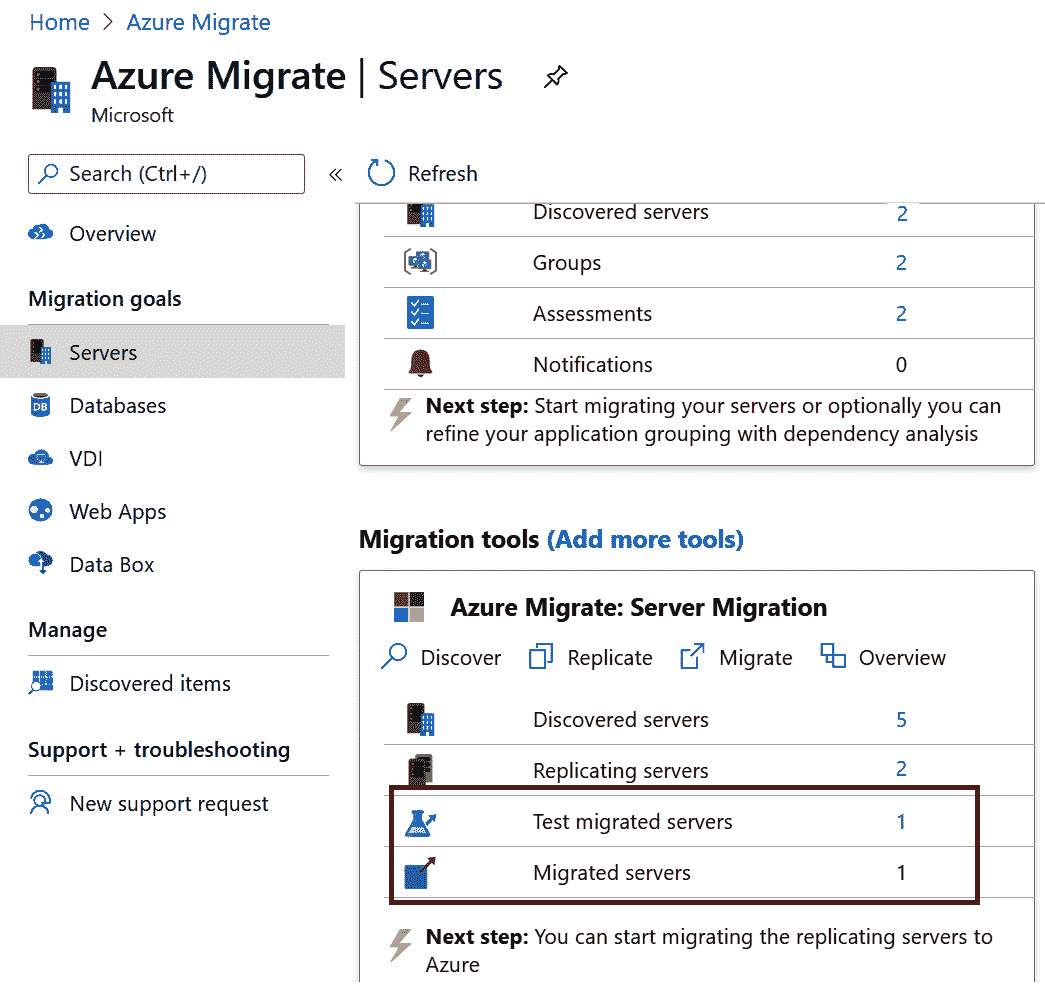 Home > Azure Migrate
Azure Migrate | Servers
Microsoft
Search (Ctrl+/)
«
Refresh
Overview
Migration goals
Servers
Databases
VDI
Web Apps
DB
Data Box
Manage
Discovered items
Support + troubleshooting
New support request
Discovered servers 2
Groups 2
Assessments 2
Notifications 0
Next step: Start migrating your servers or optionally you can
refine your application grouping with dependency analysis
Migration tools (Add more tools)
Azure Migrate: Server Migration
Discover Replicate Migrate Overview
Discovered servers 5
Replicating servers 2
Test migrated servers 1
Migrated servers 1
Next step: You can start migrating the replicating servers to
Azure